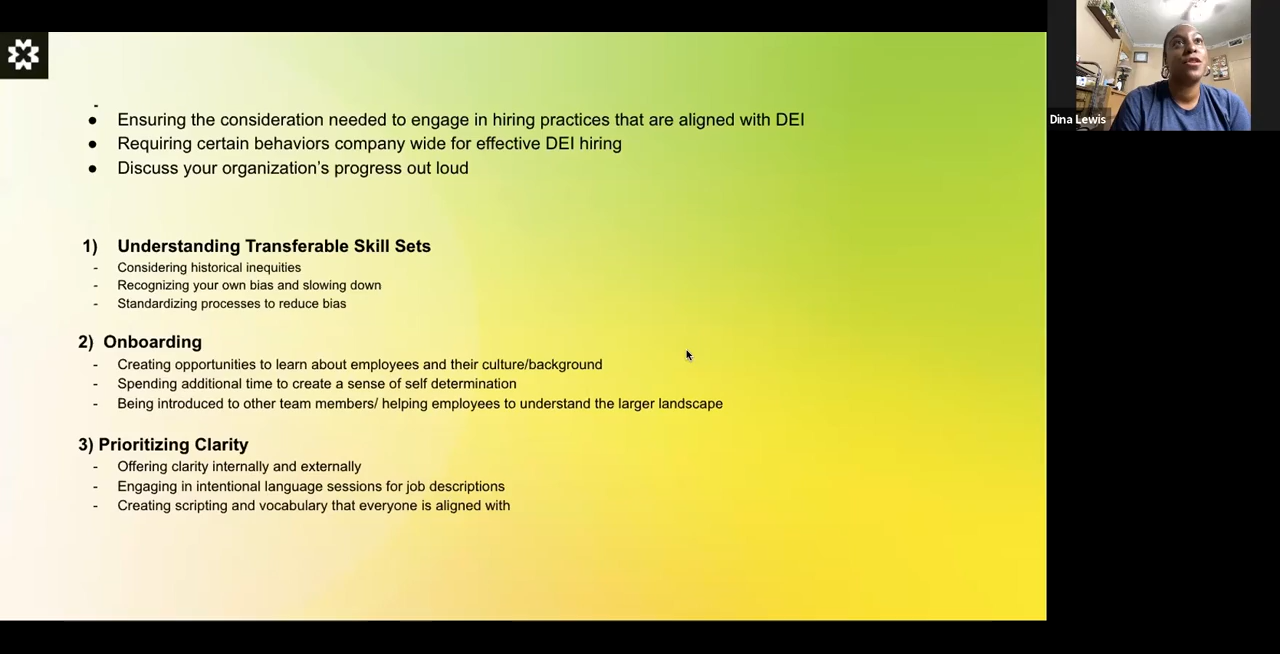 -
● Ensuring the consideration needed to engage in hiring practices that are aligned with DEI
● Requiring certain behaviors company wide for effective DEI hiring
● Discuss your organization’s progress out loud
1) Understanding Transferable Skill Sets
- Considering historical inequities
- Recognizing your own bias and slowing down
- Standardizing processes to reduce bias
2) Onboarding
- Creating opportunities to learn about employees and their culture/background
- Spending additional time to create a sense of self determination
- Being introduced to other team members/ helping employees to understand the larger landscape
3) Prioritizing Clarity
- Offering clarity internally and externally
- Engaging in intentional language sessions for job descriptions
- Creating scripting and vocabulary that everyone is aligned with
Dina Lewis